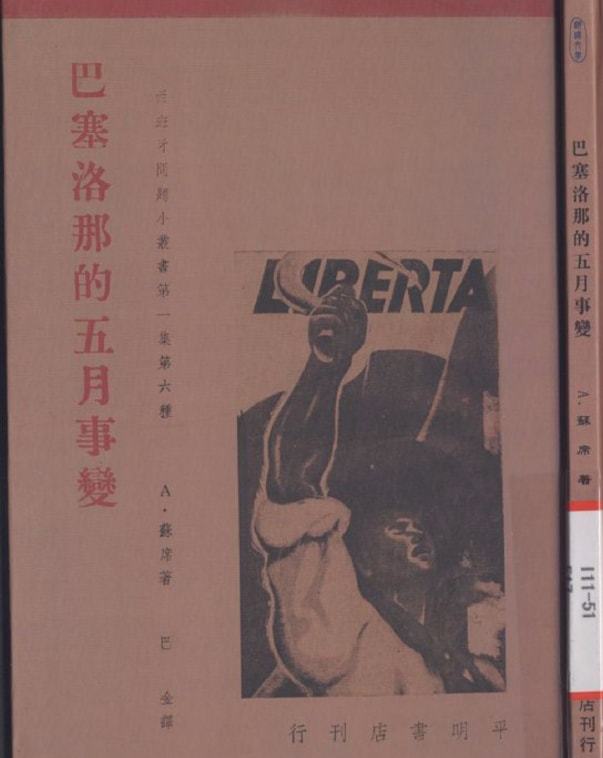 巴塞洛那的五月事變
西班牙問題小叢書第一集第六種
A·蘇席著
巴金譯
LIBERTA
行刊店書明平
巴塞洛那的五月事變
A.蘇席著
111-51
店刊行